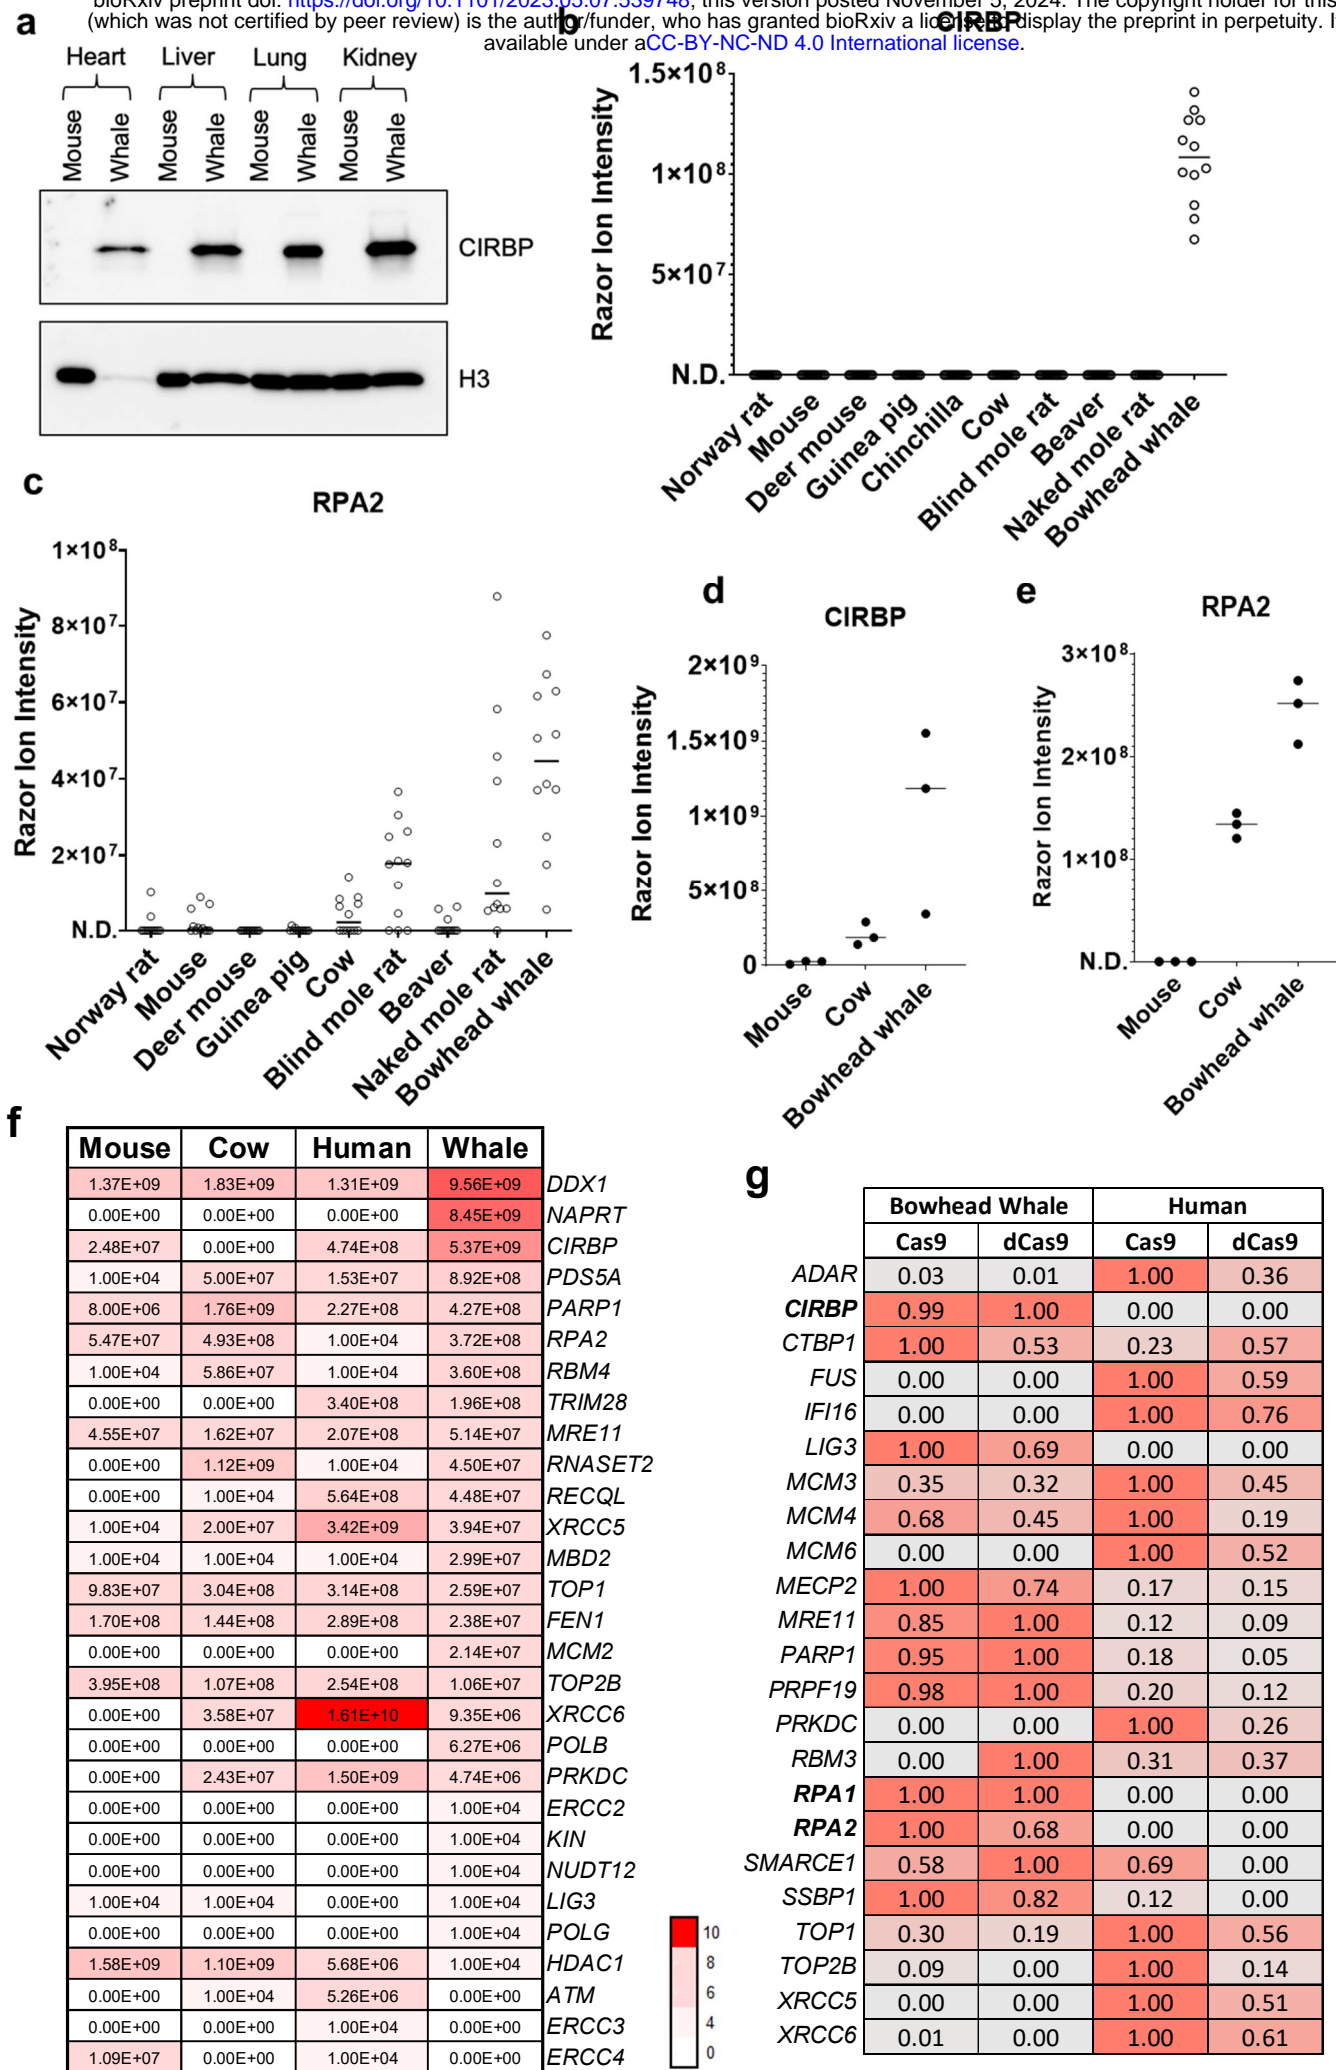 bioRxiv preprint doi: https://doi.org/10.1101/2023.05.07.539748; this version posted November 5, 2024. The copyright holder for this
(which was not certified by peer review) is the author/funder, who has granted bioRxiv a license to display the preprint in perpetuity. I
available under aCC-BY-NC-ND 4.0 International license.
a
Heart Liver Lung Kidney
Mouse Whale Mouse Whale Mouse Whale Mouse Whale
CIRBP
H3
b
CIRBP
Razor Ion Intensity
1.5×10⁸
1×10⁸
5×10⁷
N.D.
Norway rat
Mouse
Deer mouse
Guinea pig
Chinchilla
Cow
Blind mole rat
Beaver
Naked mole rat
Bowhead whale
c
RPA2
Razor Ion Intensity
1×10⁸
8×10⁷
6×10⁷
4×10⁷
2×10⁷
N.D.
Norway rat
Mouse
Deer mouse
Guinea pig
Cow
Blind mole rat
Beaver
Naked mole rat
Bowhead whale
d
CIRBP
Razor Ion Intensity
2×10⁹
1.5×10⁹
1×10⁹
5×10⁸
0
Mouse
Cow
Bowhead whale
e
RPA2
Razor Ion Intensity
3×10⁸
2×10⁸
1×10⁸
N.D.
Mouse
Cow
Bowhead whale
f
Mouse Cow Human Whale
1.37E+09 1.83E+09 1.31E+09 9.56E+09 DDX1
0.00E+00 0.00E+00 0.00E+00 8.45E+09 NAPRT
2.48E+07 0.00E+00 4.74E+08 5.37E+09 CIRBP
1.00E+04 5.00E+07 1.53E+07 8.92E+08 PDS5A
8.00E+06 1.76E+09 2.27E+08 4.27E+08 PARP1
5.47E+07 4.93E+08 1.00E+04 3.72E+08 RPA2
1.00E+04 5.86E+07 1.00E+04 3.60E+08 RBM4
0.00E+00 0.00E+00 3.40E+08 1.96E+08 TRIM28
4.55E+07 1.62E+07 2.07E+08 5.14E+07 MRE11
0.00E+00 1.12E+09 1.00E+04 4.50E+07 RNASET2
0.00E+00 1.00E+04 5.64E+08 4.48E+07 RECQL
1.00E+04 2.00E+07 3.42E+09 3.94E+07 XRCC5
1.00E+04 1.00E+04 1.00E+04 2.99E+07 MBD2
9.83E+07 3.04E+08 3.14E+08 2.59E+07 TOP1
1.70E+08 1.44E+08 2.89E+08 2.38E+07 FEN1
0.00E+00 0.00E+00 0.00E+00 2.14E+07 MCM2
3.95E+08 1.07E+08 2.54E+08 1.06E+07 TOP2B
0.00E+00 3.58E+07 1.61E+10 9.35E+06 XRCC6
0.00E+00 0.00E+00 0.00E+00 6.27E+06 POLB
0.00E+00 2.43E+07 1.50E+09 4.74E+06 PRKDC
0.00E+00 0.00E+00 0.00E+00 1.00E+04 ERCC2
0.00E+00 0.00E+00 0.00E+00 1.00E+04 KIN
0.00E+00 0.00E+00 0.00E+00 1.00E+04 NUDT12
1.00E+04 1.00E+04 0.00E+00 1.00E+04 LIG3
0.00E+00 0.00E+00 0.00E+00 1.00E+04 POLG
1.58E+09 1.10E+09 5.68E+06 1.00E+04 HDAC1
0.00E+00 1.00E+04 5.26E+06 0.00E+00 ATM
0.00E+00 0.00E+00 1.00E+04 0.00E+00 ERCC3
1.09E+07 0.00E+00 1.00E+04 0.00E+00 ERCC4
10
8
6
4
0
g
Bowhead Whale Human
Cas9 dCas9 Cas9 dCas9
ADAR 0.03 0.01 1.00 0.36
CIRBP 0.99 1.00 0.00 0.00
CTBP1 1.00 0.53 0.23 0.57
FUS 0.00 0.00 1.00 0.59
IFI16 0.00 0.00 1.00 0.76
LIG3 1.00 0.69 0.00 0.00
MCM3 0.35 0.32 1.00 0.45
MCM4 0.68 0.45 1.00 0.19
MCM6 0.00 0.00 1.00 0.52
MECP2 1.00 0.74 0.17 0.15
MRE11 0.85 1.00 0.12 0.09
PARP1 0.95 1.00 0.18 0.05
PRPF19 0.98 1.00 0.20 0.12
PRKDC 0.00 0.00 1.00 0.26
RBM3 0.00 1.00 0.31 0.37
RPA1 1.00 1.00 0.00 0.00
RPA2 1.00 0.68 0.00 0.00
SMARCE1 0.58 1.00 0.69 0.00
SSBP1 1.00 0.82 0.12 0.00
TOP1 0.30 0.19 1.00 0.56
TOP2B 0.09 0.00 1.00 0.14
XRCC5 0.00 0.00 1.00 0.51
XRCC6 0.01 0.00 1.00 0.61